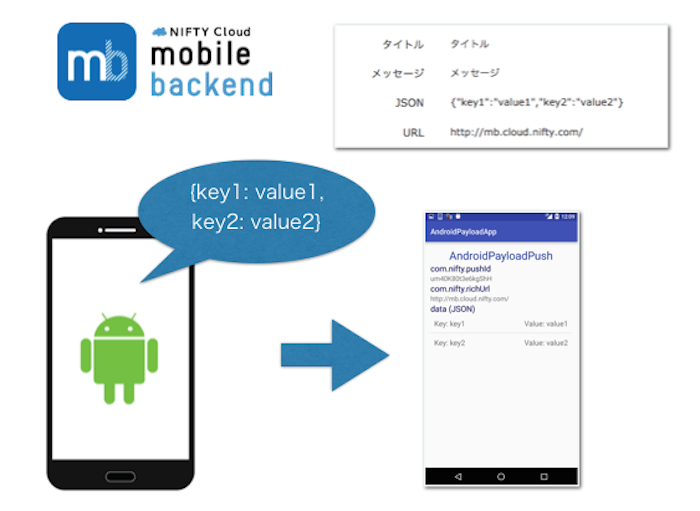 NIFTY Cloud
mobile
backend
mb
タイトル タイトル
メッセージ メッセージ
JSON {"key1":"value1","key2":"value2"}
URL http://mb.cloud.nifty.com/
{key1: value1,
key2: value2}
12:09
AndroidPayloadApp
AndroidPayloadPush
com.nifty.pushId
com.nifty.richUrl
http://mb.cloud.nifty.com/
data (JSON)
Key: key1 Value: value1
Key: key2 Value: value2